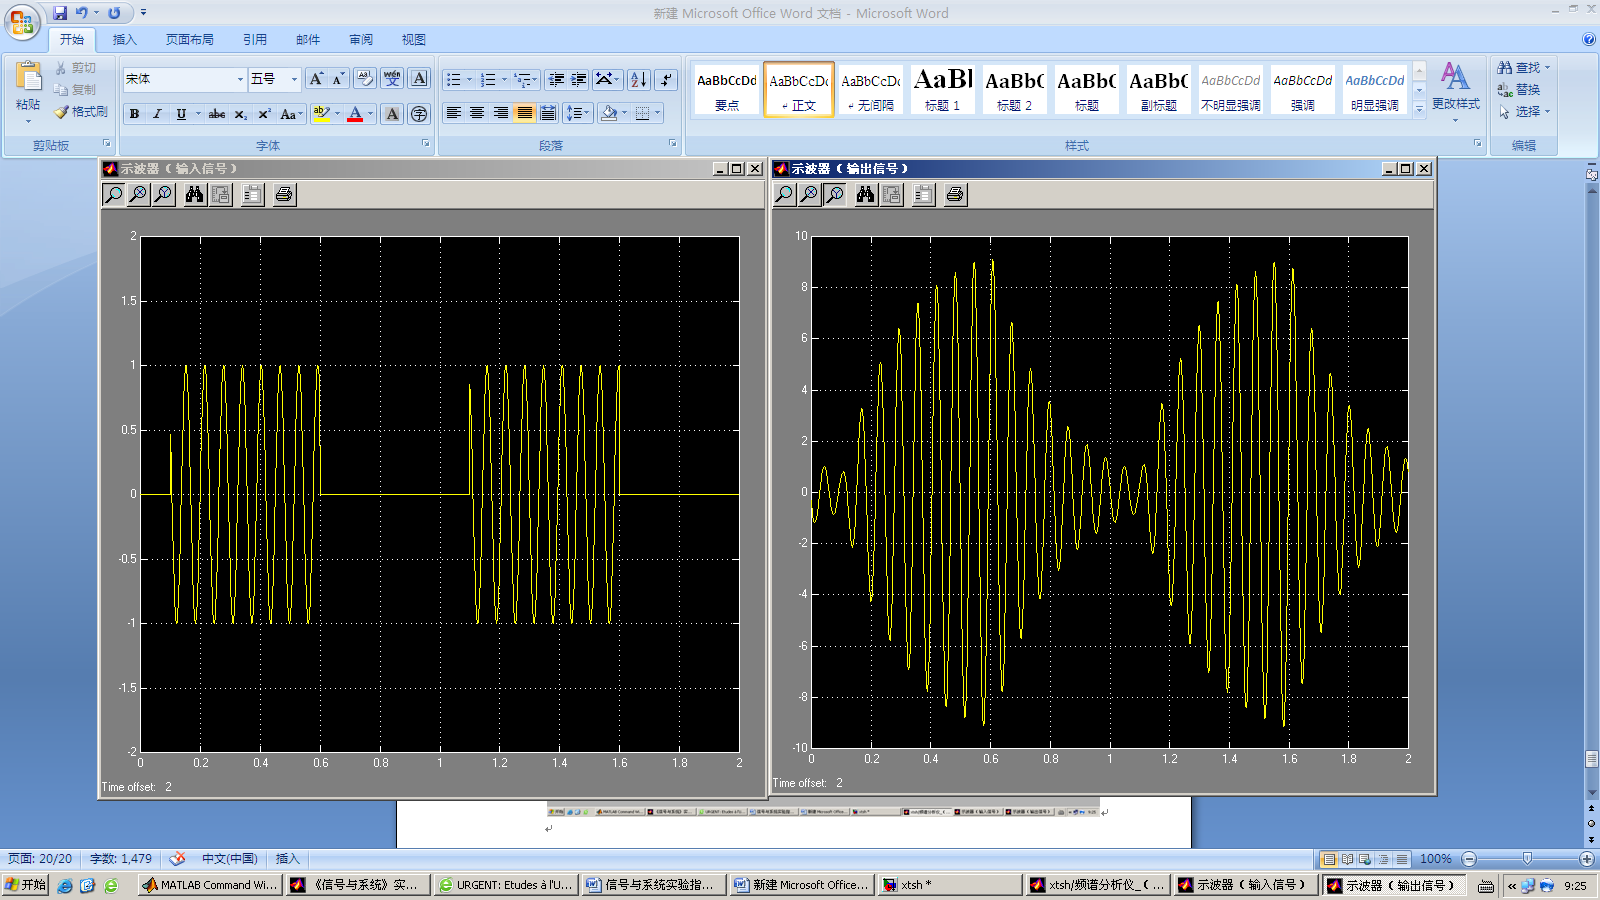 新建 Microsoft Office Word 文档 - Microsoft Word
开始 插入 页面布局 引用 邮件 审阅 视图
粘贴 剪切 复制 格式刷
宋体 五号
AaBbCcDd AaBbCcDc AaBbCcDc AaBl AaBbC AaBbC AaBbC AaBbCcDd AaBbCcDd AaBbCcDd
要点 正文 无间隔 标题 1 标题 2 标题 副标题 不明显强调 强调 明显强调
更改样式
查找
替换
选择
剪贴板 字体 段落 样式 编辑
示波器（输入信号）
2
1.5
1
0.5
0
-0.5
-1
-1.5
-2
0 0.2 0.4 0.6 0.8 1 1.2 1.4 1.6 1.8 2
Time offset: 2
示波器（输出信号）
10
8
6
4
2
0
-2
-4
-6
-8
-10
0 0.2 0.4 0.6 0.8 1 1.2 1.4 1.6 1.8 2
Time offset: 2
页面: 20/20 字数: 1,479 中文(中国) 插入 100%
开始 MATLAB Command Wi... 《信号与系统》实... URGENT: Etudes à l'U... 信号与系统实验指... 新建 Microsoft Office... xtsh * xtsh/频谱分析仪_(... 示波器（输入信号） 示波器（输出信号） 9:25